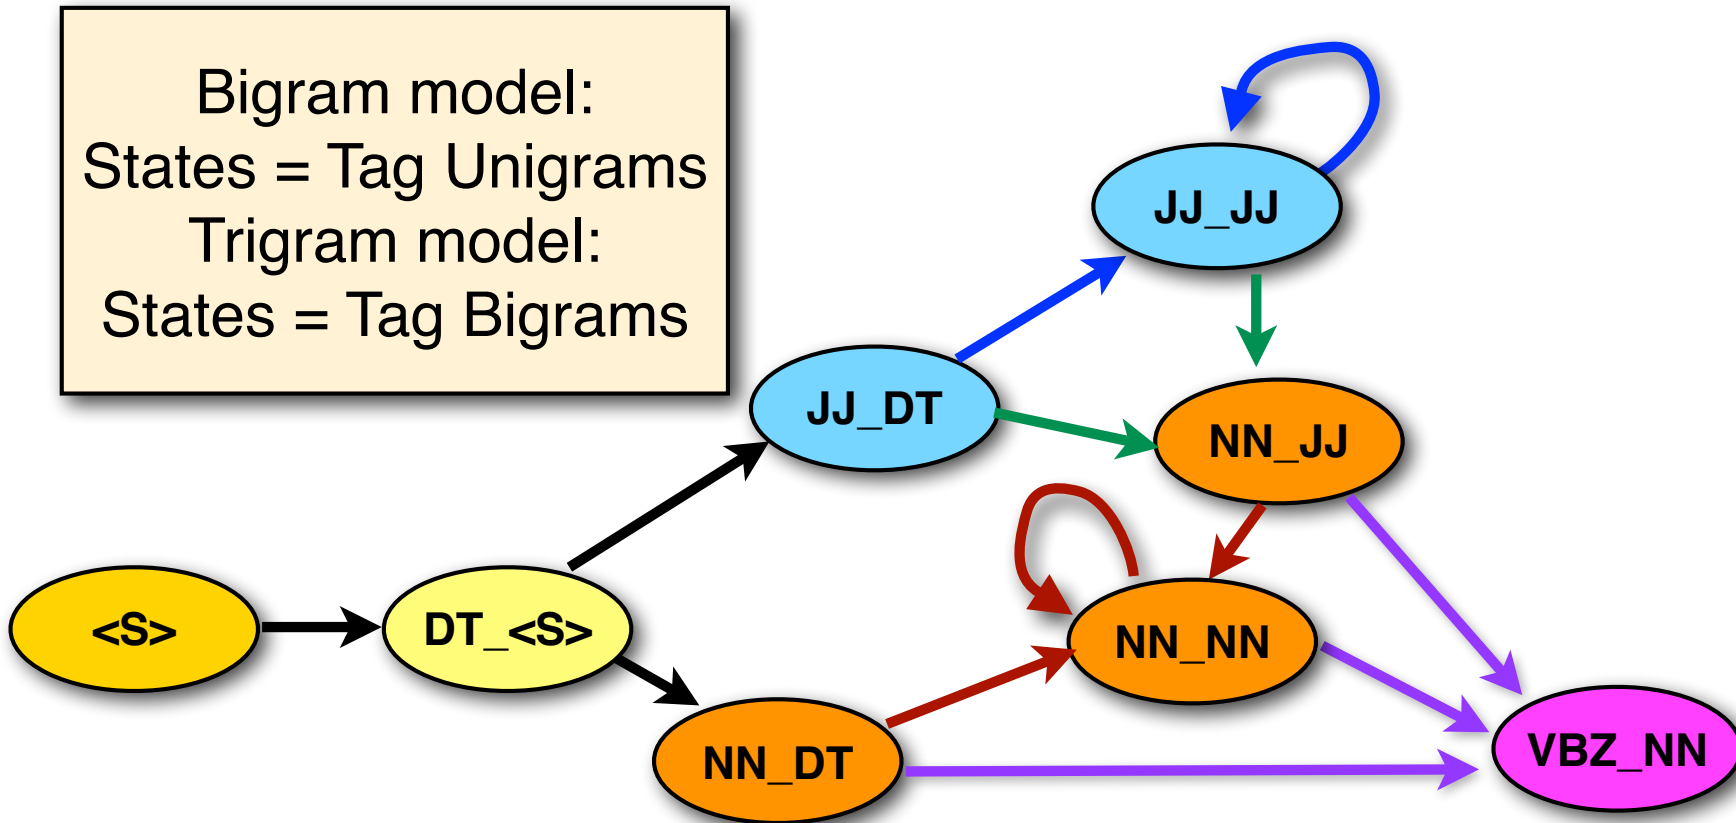 Bigram model:
States = Tag Unigrams
Trigram model:
States = Tag Bigrams
JJ_JJ
JJ_DT
NN_JJ
<S>
DT_<S>
NN_NN
NN_DT
VBZ_NN